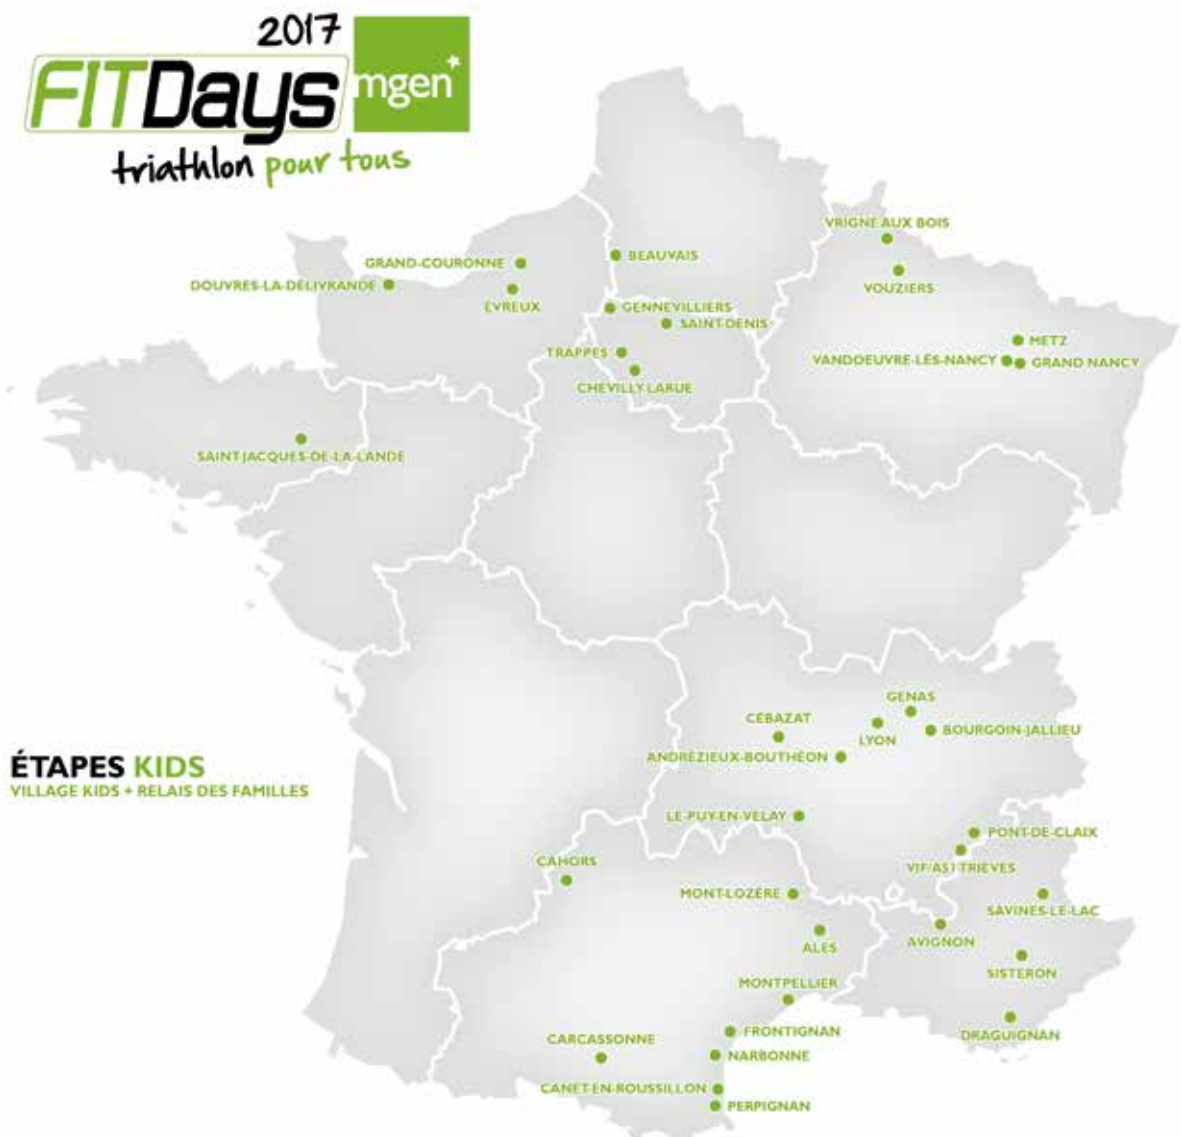 2017
FITDays
mgen*
triathlon pour tous
VRIGNE AUX BOIS
GRAND-COURONNE
BEAUVAIS
DOUVRES-LA-DÉLIVRANDE
VOUZIERS
EVREUX
GENNEVILLIERS
SAINT-DENIS
METZ
TRAPPES
VANDOEUVRE-LÈS-NANCY
GRAND NANCY
CHEVILLY LARUE
SAINT JACQUES-DE-LA-LANDE
GENAS
CÉBAZAT
LYON
BOURGOIN-JALLIEU
ANDRÉZIEUX-BOUTHÉON
ÉTAPES KIDS
VILLAGE KIDS + RELAIS DES FAMILLES
LE-PUY-EN-VELAY
PONT-DE-CLAIX
CAHORS
VIF/AS1 TRIEVES
MONT-LOZÈRE
SAVINES-LE-LAC
AVIGNON
ALES
SISTERON
MONTPELLIER
FRONTIGNAN
DRAGUIGNAN
CARCASSONNE
NARBONNE
CANET-EN-ROUSSILLON
PERPIGNAN